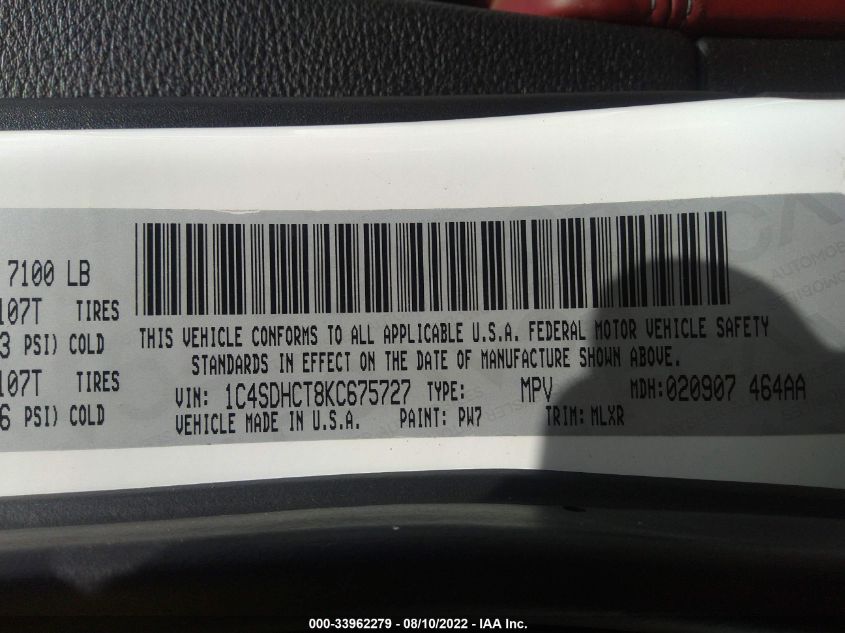 7100 LB
107T TIRES
3 PSI) COLD
107T TIRES
6 PSI) COLD
THIS VEHICLE CONFORMS TO ALL APPLICABLE U.S.A. FEDERAL MOTOR VEHICLE SAFETY
STANDARDS IN EFFECT ON THE DATE OF MANUFACTURE SHOWN ABOVE.
VIN: 1C4SDHCT8KC675727 TYPE: MPV MDH:020907 464AA
VEHICLE MADE IN U.S.A. PAINT: PW7 TRIM: MLXR
000-33962279 - 08/10/2022 - IAA Inc.